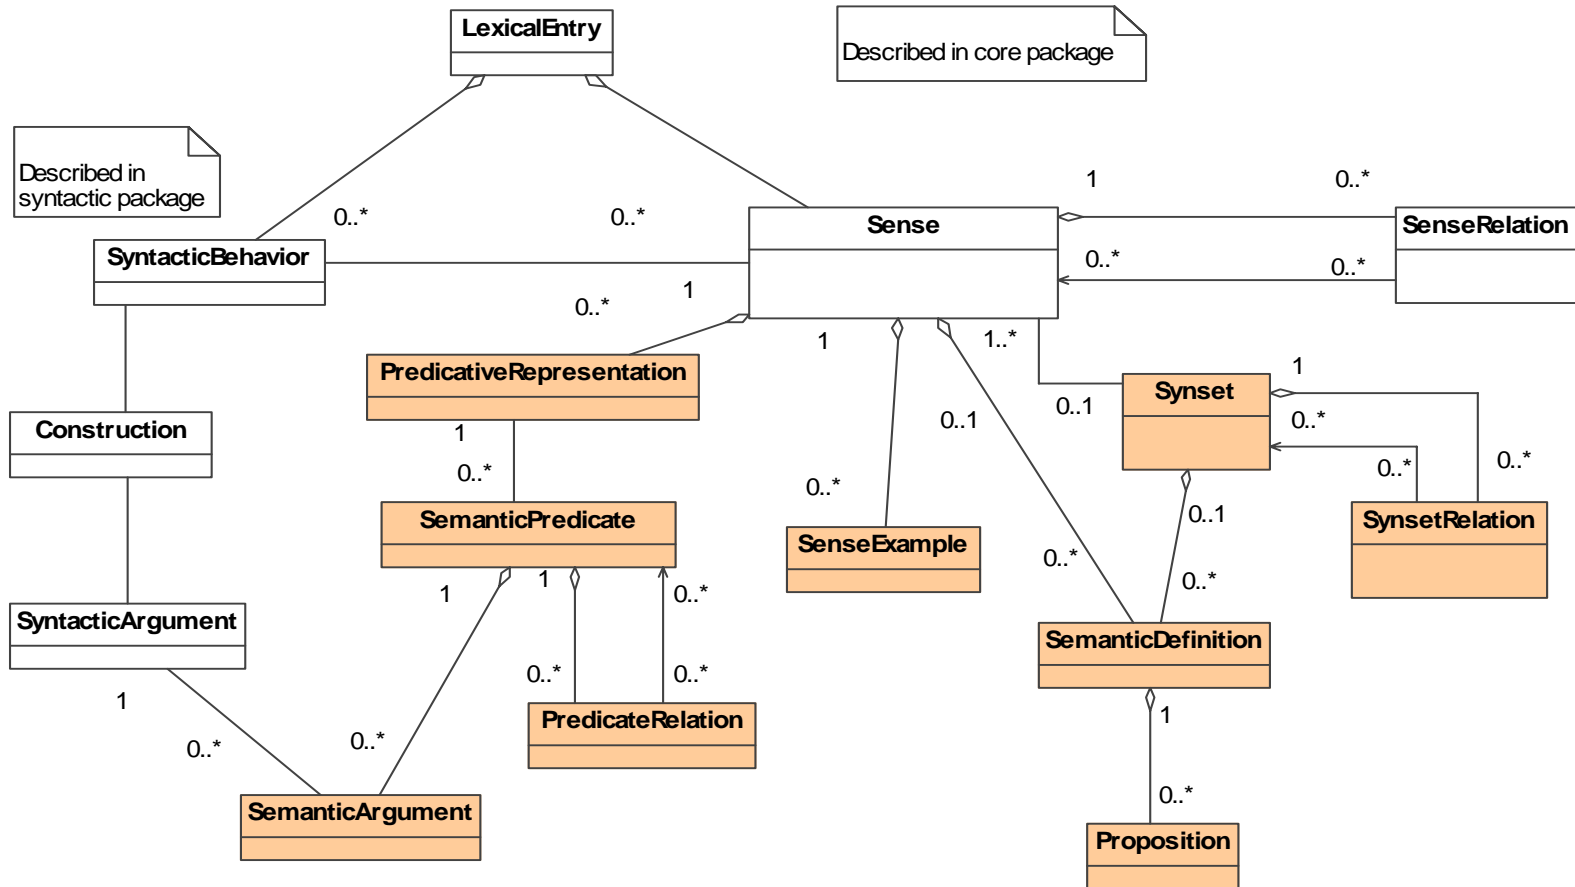 LexicalEntry
Described in core package
Described in
syntactic package
0..*
0..*
1
0..*
Sense
SenseRelation
SyntacticBehavior
0..*
0..*
1
0..*
1
1..*
PredicativeRepresentation
1
Synset
0..1
0..1
0..*
Construction
1
0..*
0..*
0..*
0..*
SemanticPredicate
0..1
SynsetRelation
SenseExample
0..*
1
1
0..*
0..*
SyntacticArgument
SemanticDefinition
0..*
0..*
1
1
PredicateRelation
0..*
0..*
0..*
SemanticArgument
Proposition